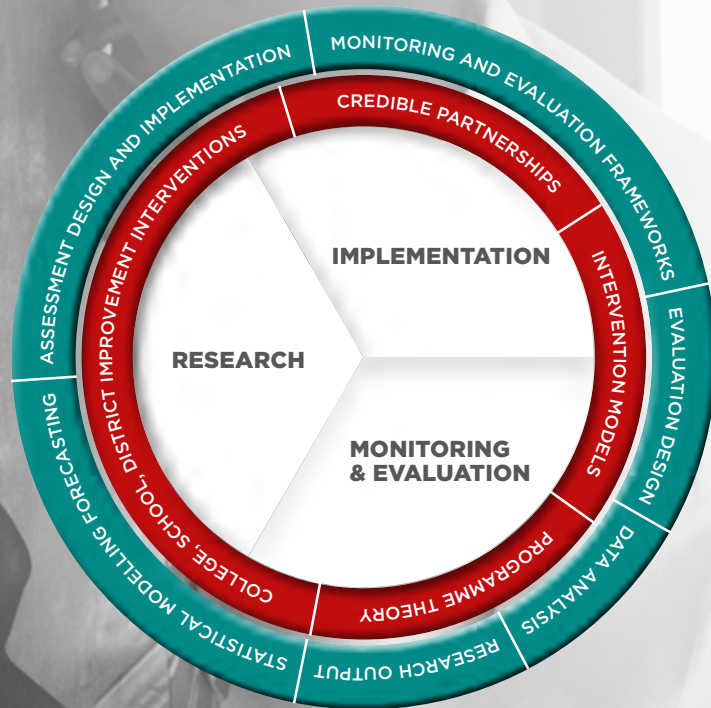 ASSESSMENT DESIGN AND IMPLEMENTATION
MONITORING AND EVALUATION FRAMEWORKS
EVALUATION DESIGN
DATA ANALYSIS
RESEARCH OUTPUT
STATISTICAL MODELLING FORECASTING
COLLEGE, SCHOOL, DISTRICT IMPROVEMENT INTERVENTIONS
CREDIBLE PARTNERSHIPS
INTERVENTION MODELS
PROGRAMME THEORY
IMPLEMENTATION
RESEARCH
MONITORING
& EVALUATION